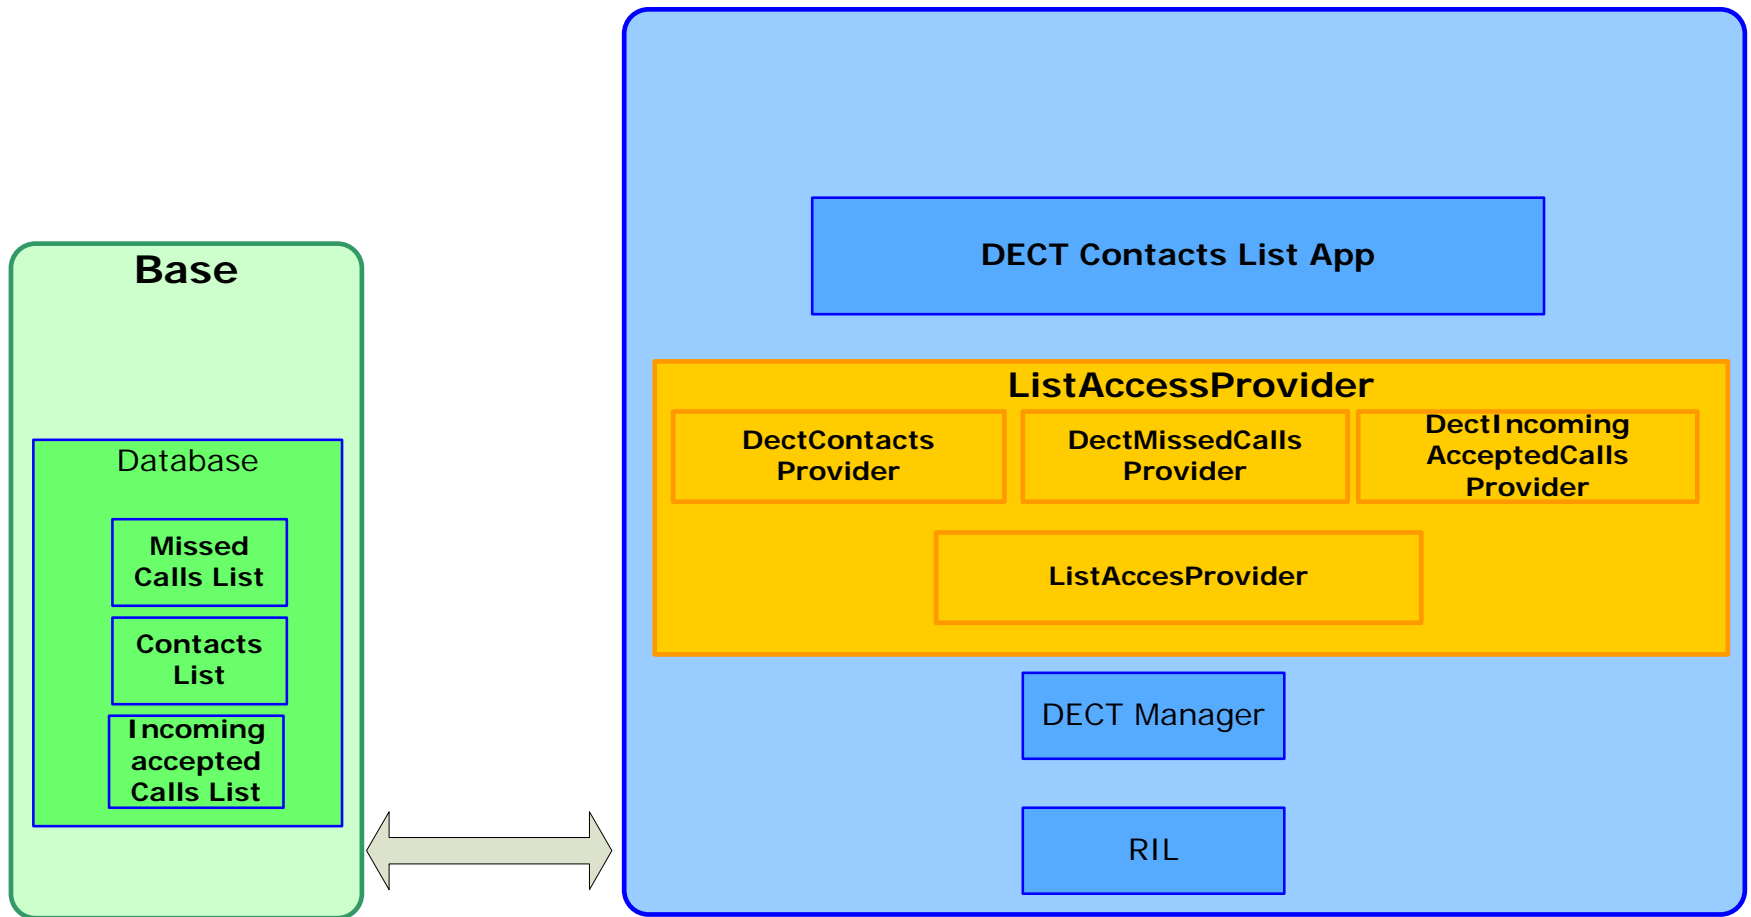 Base
Database
Missed
Calls List
Contacts
List
Incoming
accepted
Calls List
DECT Contacts List App
ListAccessProvider
DectContacts
Provider
DectMissedCalls
Provider
DectIncoming
AcceptedCalls
Provider
ListAccesProvider
DECT Manager
RIL